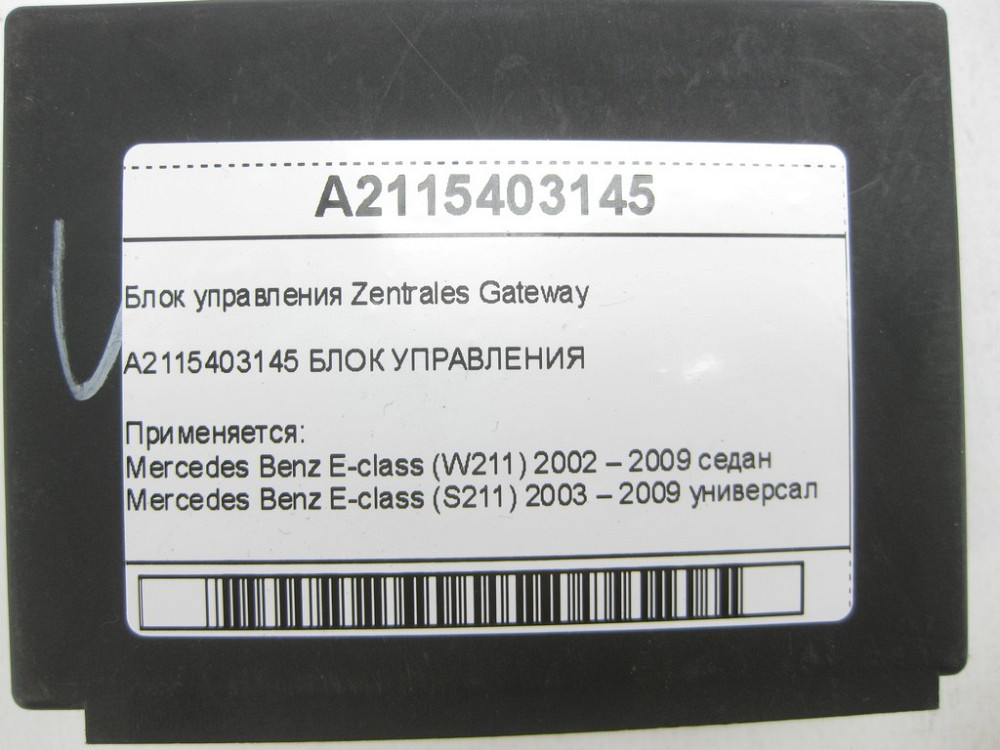 A2115403145
Блок управления Zentrales Gateway
A2115403145 БЛОК УПРАВЛЕНИЯ
Применяется:
Mercedes Benz E-class (W211) 2002 – 2009 седан
Mercedes Benz E-class (S211) 2003 – 2009 универсал